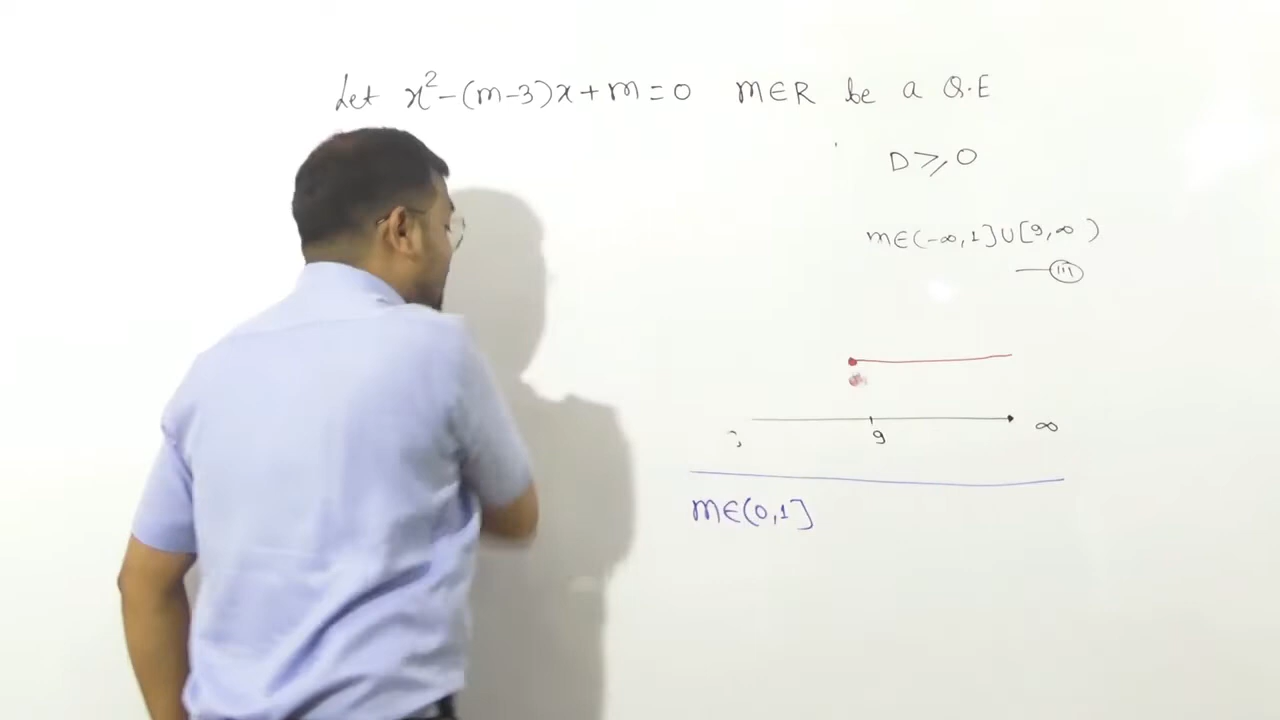 Let x² - (m-3)x + m = 0 m∈R be a Q.E
D ⩾ 0
m∈(-∞,1]∪[9,∞)
—(III)
9 ∞
m∈(0,1]